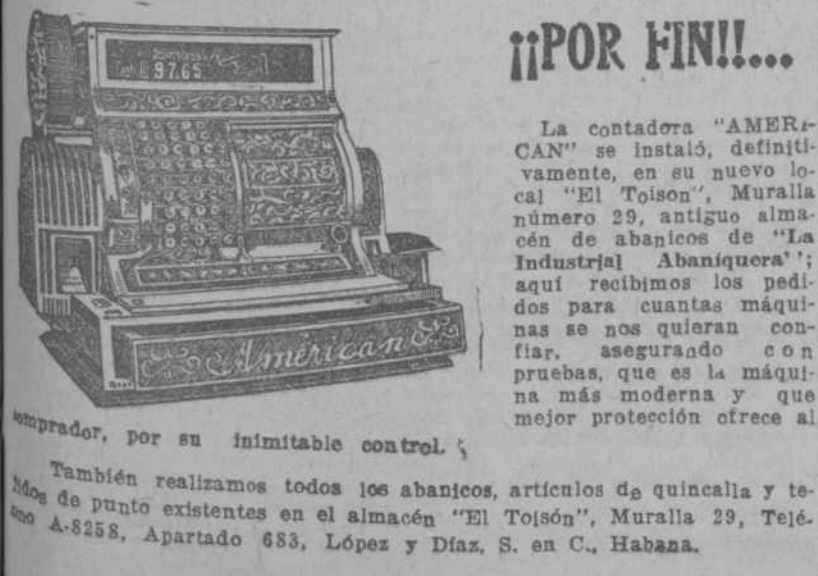 97.65
American
¡¡POR FIN!!...
La contadora "AMERI-
CAN" se instaló, definiti-
vamente, en su nuevo lo-
cal "El Toison", Muralla
número 29, antiguo alma-
cén de abanicos de "La
Industrial Abaniquera";
aquí recibimos los pedi-
dos para cuantas máqui-
nas se nos quieran con-
fiar, asegurando con
pruebas, que es la máqui-
na más moderna y que
mejor protección ofrece al
comprador, por su inimitable control.
También realizamos todos los abanicos, artículos de quincalla y te-
jidos de punto existentes en el almacén "El Toisón", Muralla 29, Telé-
fono A-8258, Apartado 683, López y Díaz, S. en C., Habana.